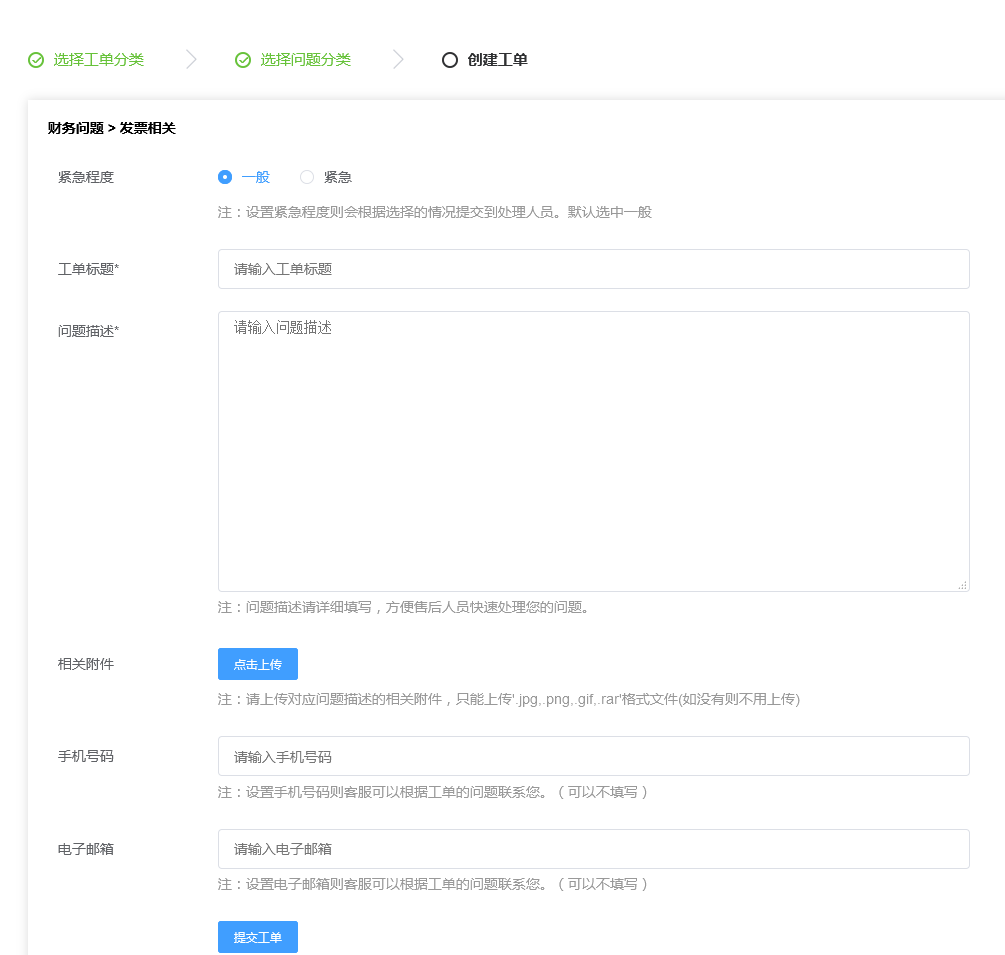 选择工单分类 选择问题分类 创建工单
财务问题 > 发票相关
紧急程度 一般 紧急
注：设置紧急程度则会根据选择的情况提交到处理人员。默认选中一般
工单标题* 请输入工单标题
问题描述* 请输入问题描述
注：问题描述请详细填写，方便售后人员快速处理您的问题。
相关附件 点击上传
注：请上传对应问题描述的相关附件，只能上传'.jpg,.png,.gif,.rar'格式文件(如没有则不用上传)
手机号码 请输入手机号码
注：设置手机号码则客服可以根据工单的问题联系您。（可以不填写）
电子邮箱 请输入电子邮箱
注：设置电子邮箱则客服可以根据工单的问题联系您。（可以不填写）
提交工单